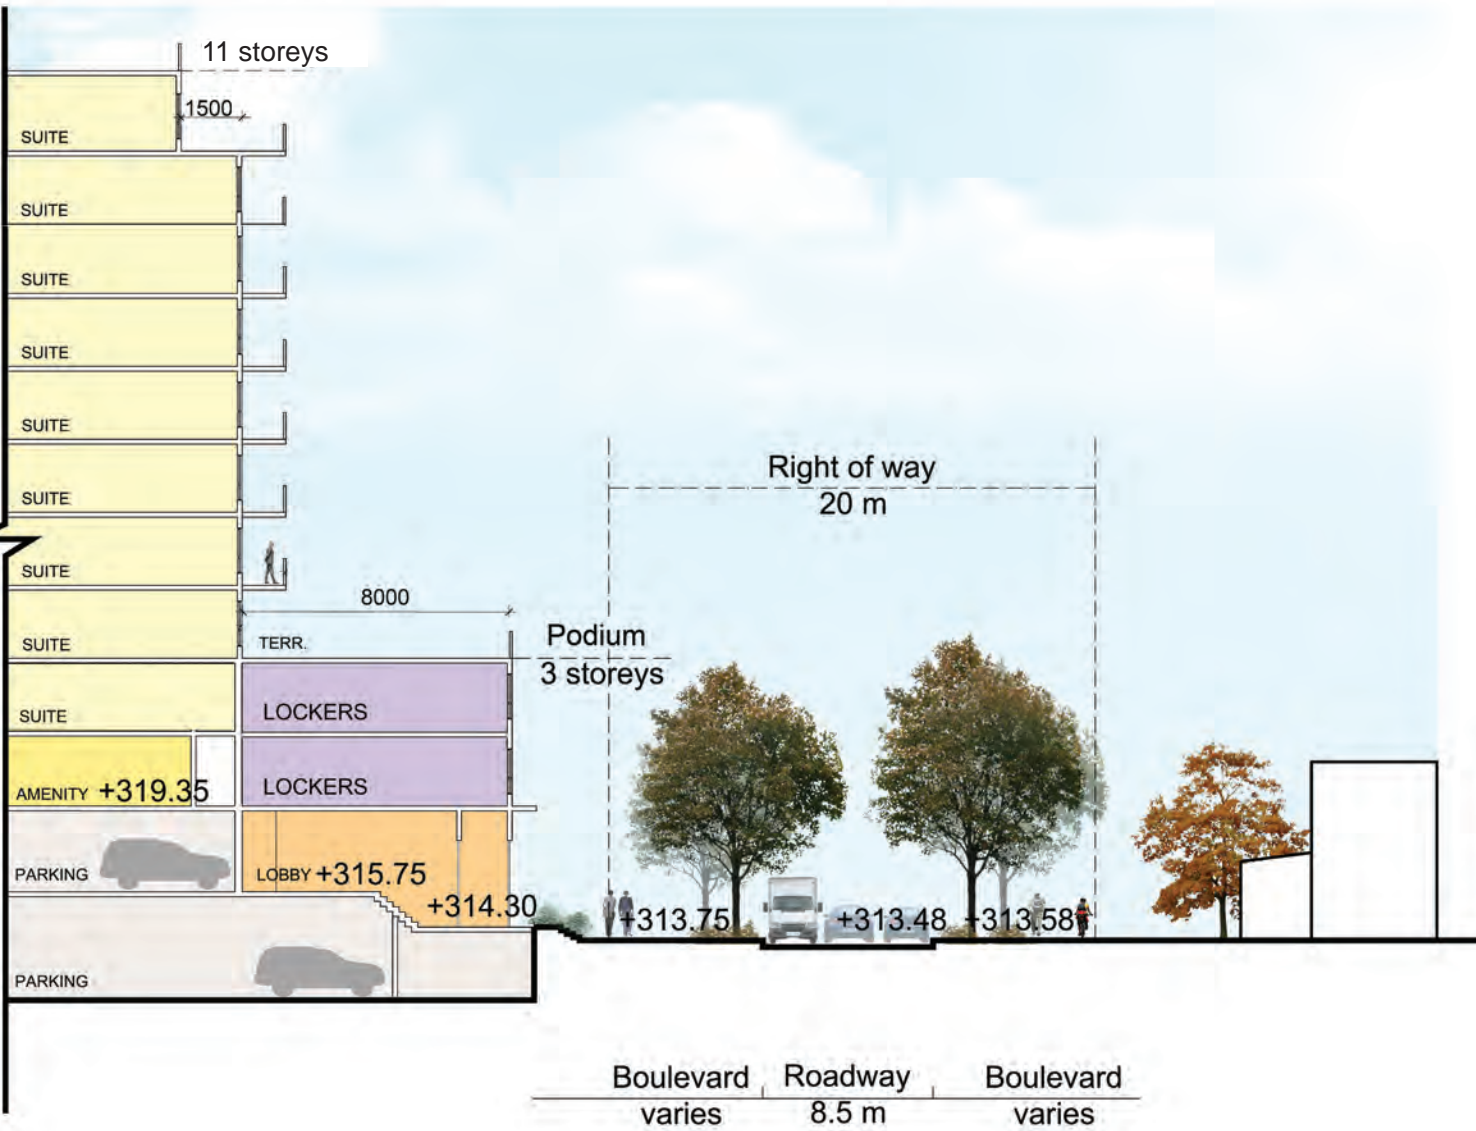 11 storeys
1500
SUITE
SUITE
SUITE
SUITE
SUITE
Right of way
20 m
SUITE
SUITE
8000
SUITE
TERR.
Podium
3 storeys
SUITE
LOCKERS
AMENITY +319.35
LOCKERS
PARKING
LOBBY +315.75
+314.30
+313.75
+313.48
+313.58
PARKING
Boulevard
varies
Roadway
8.5 m
Boulevard
varies